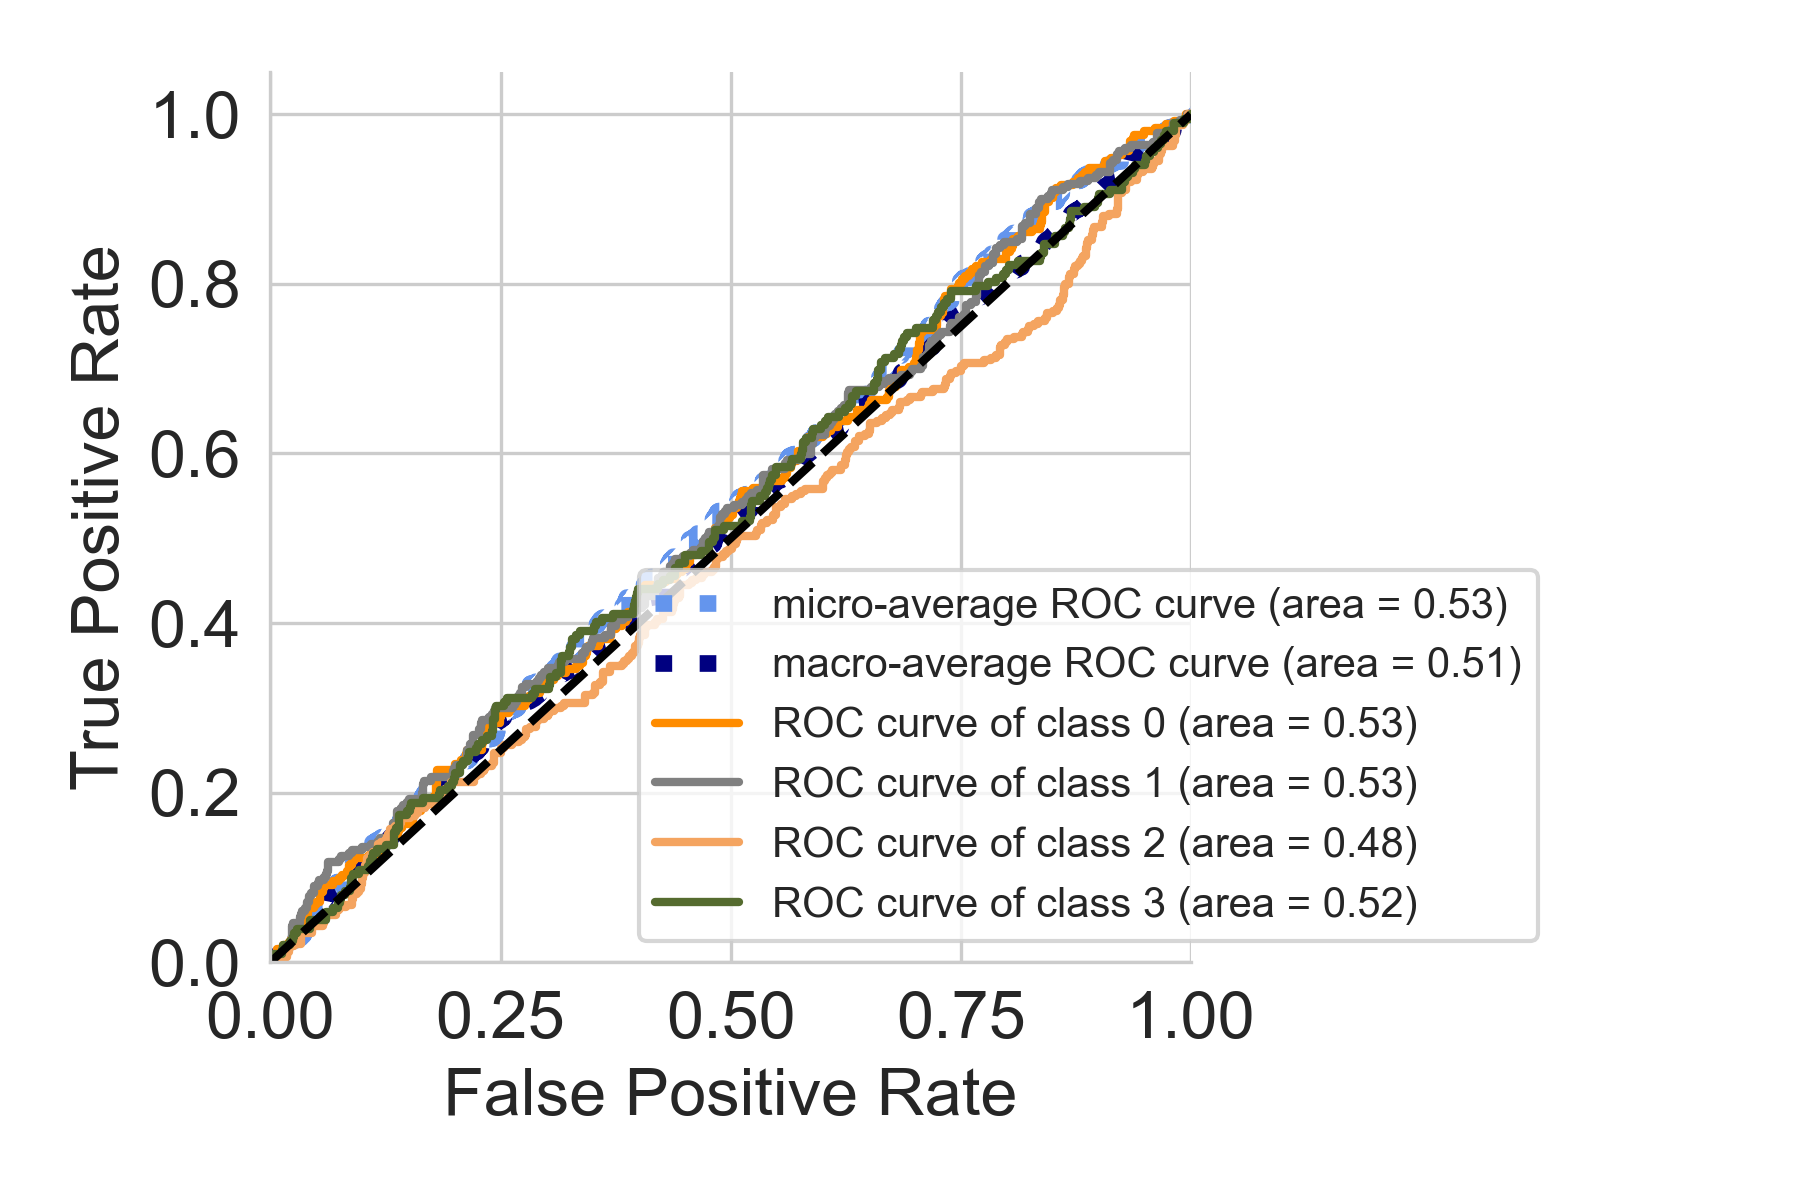 True Positive Rate
1.0
0.8
0.6
0.4
0.2
0.0
0.00 0.25 0.50 0.75 1.00
False Positive Rate
micro-average ROC curve (area = 0.53)
macro-average ROC curve (area = 0.51)
ROC curve of class 0 (area = 0.53)
ROC curve of class 1 (area = 0.53)
ROC curve of class 2 (area = 0.48)
ROC curve of class 3 (area = 0.52)